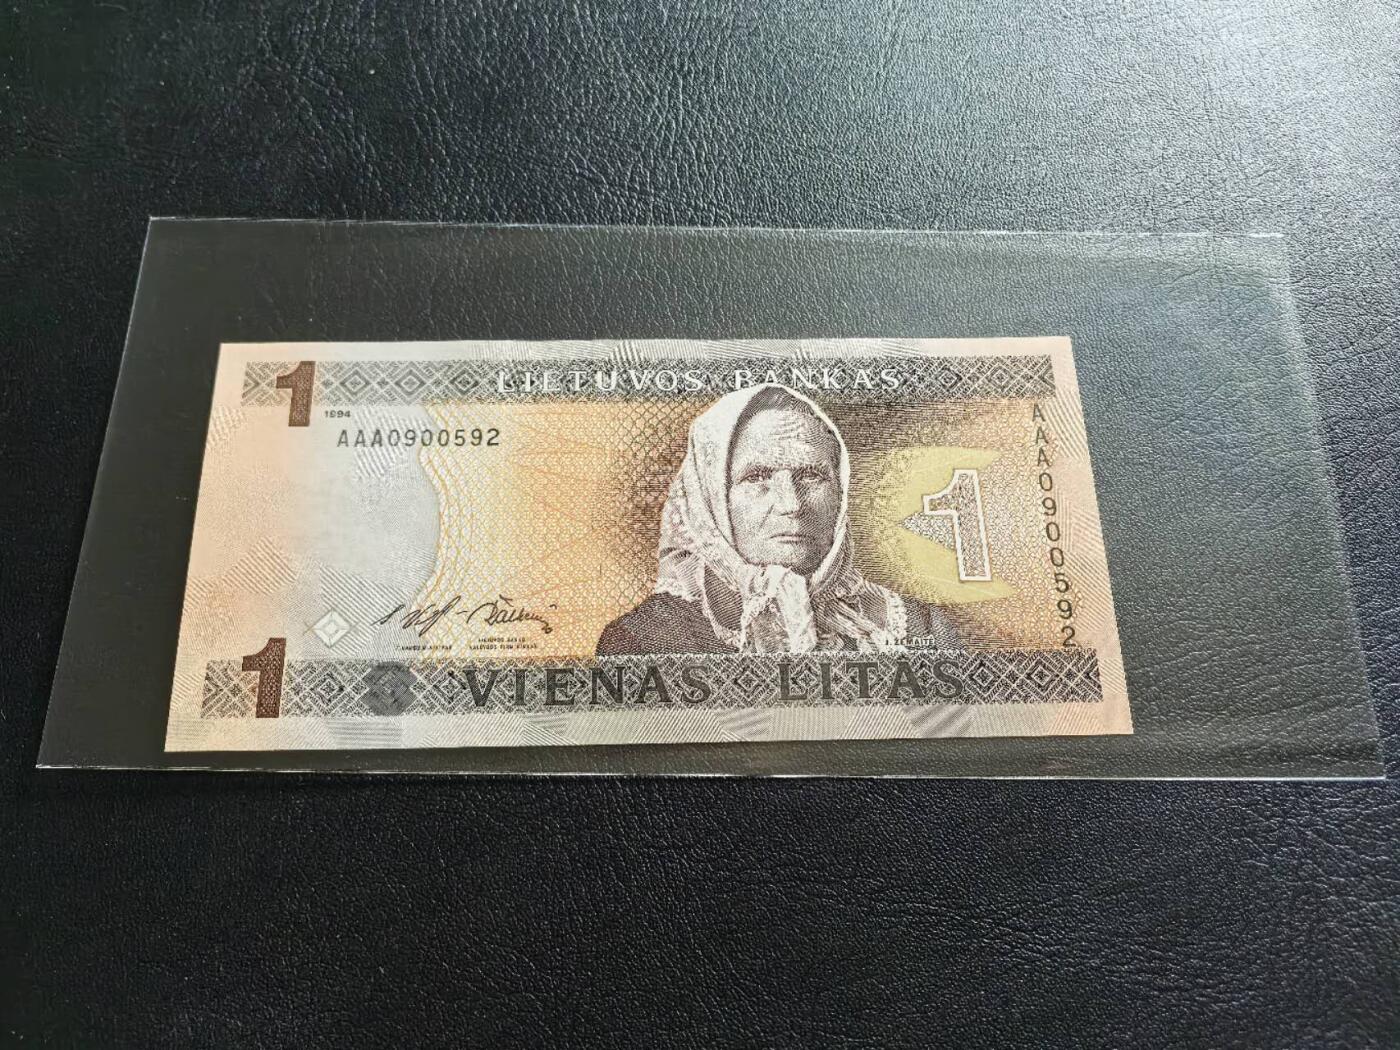 LIETUVOS BANKAS
1
1994
AAA0900592
AAA0900592
1
1
VIENAS LITAS